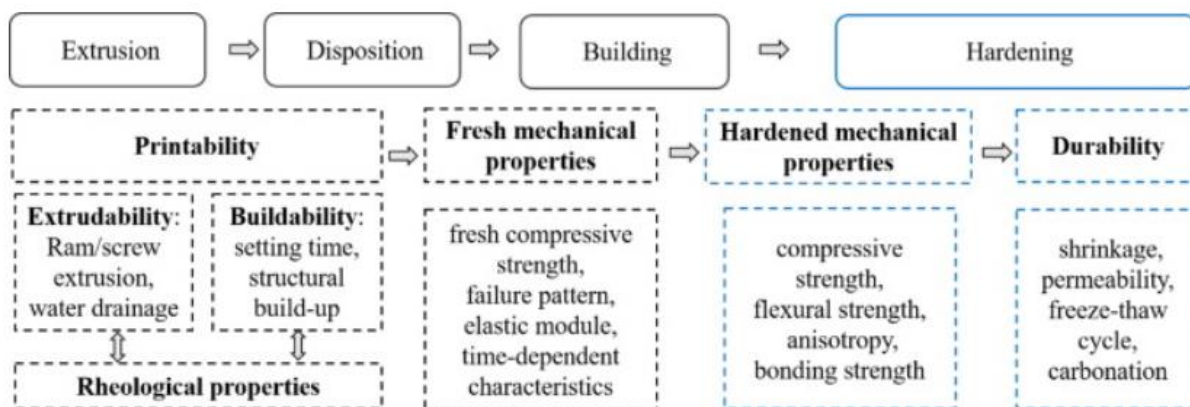 Extrusion
Disposition
Building
Hardening
Printability
Fresh mechanical
properties
Hardened mechanical
properties
Durability
Extrudability:
Ram/screw
extrusion,
water drainage
Buildability:
setting time,
structural
build-up
Rheological properties
fresh compressive
strength,
failure pattern,
elastic module,
time-dependent
characteristics
compressive
strength,
flexural strength,
anisotropy,
bonding strength
shrinkage,
permeability,
freeze-thaw
cycle,
carbonation